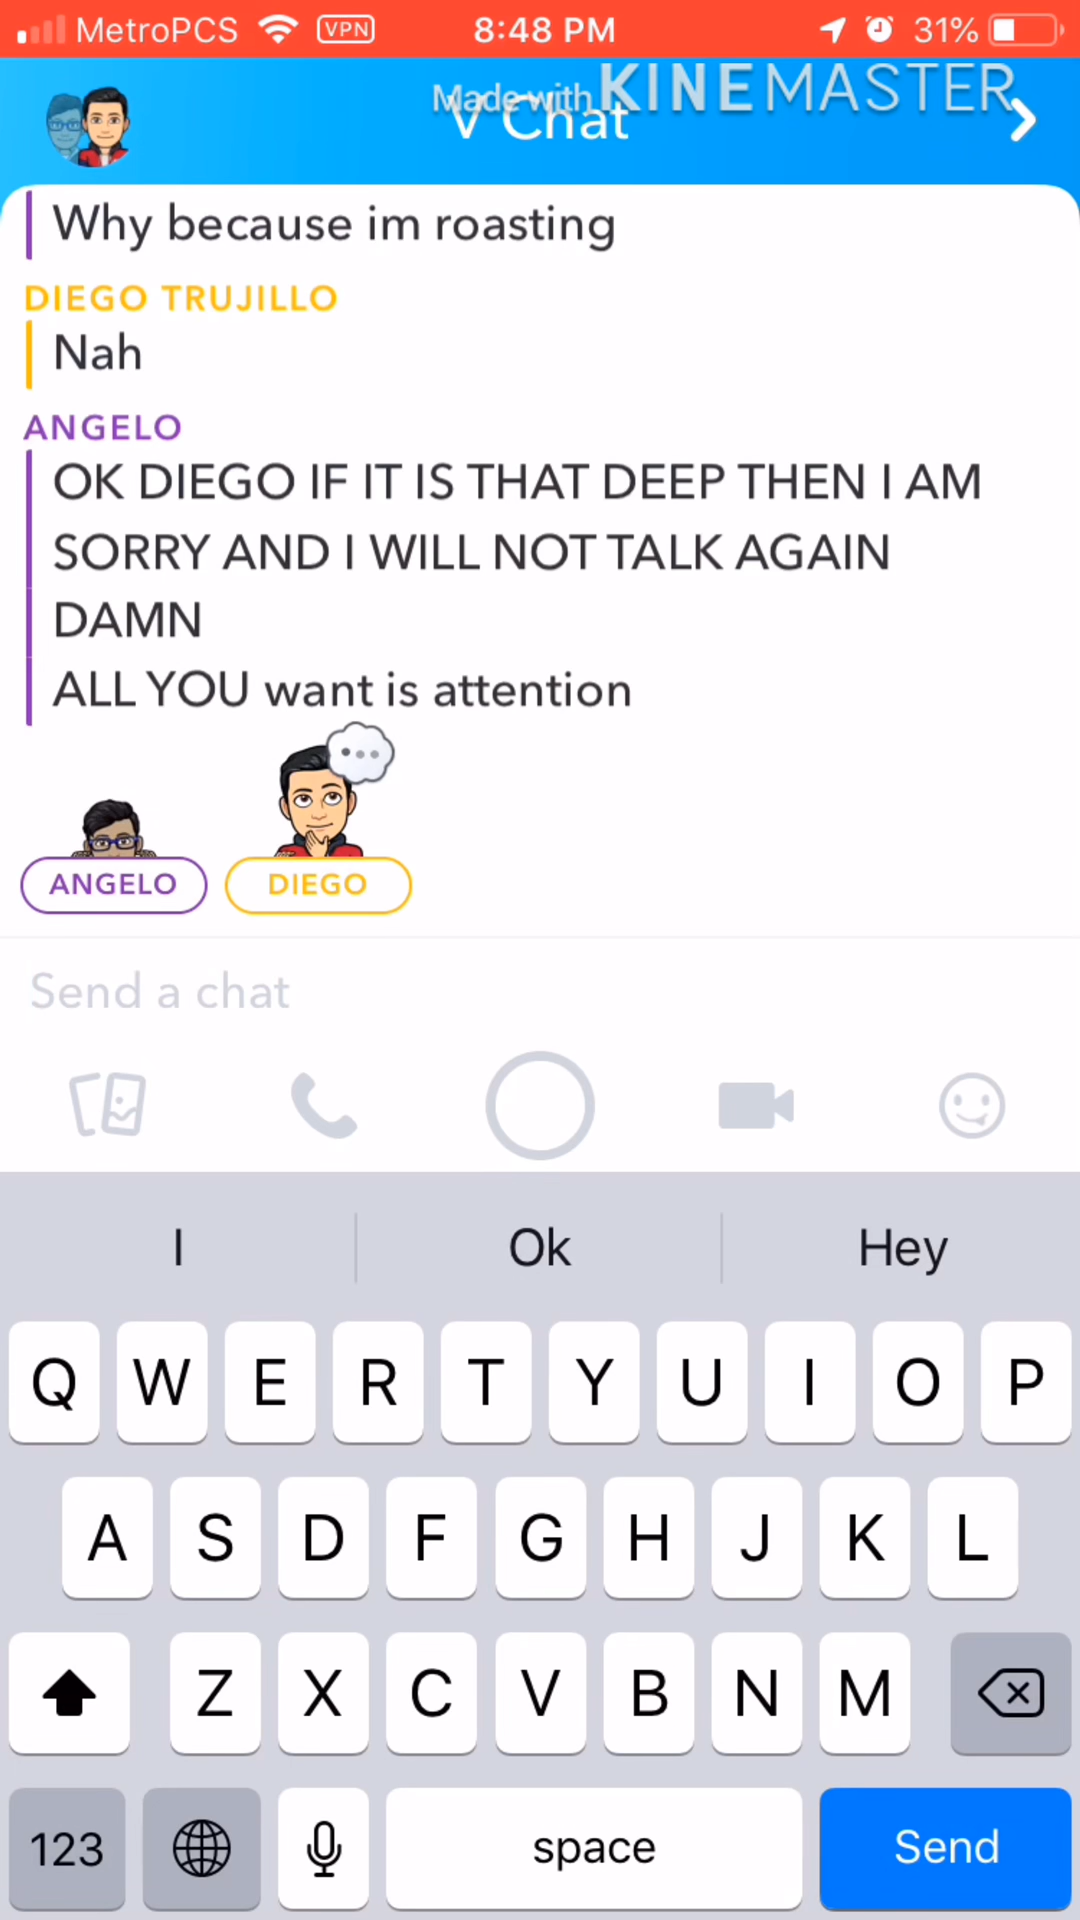 MetroPCS VPN 8:48 PM 31%
Made with KINEMASTER
V Chat
Why because im roasting
DIEGO TRUJILLO
Nah
ANGELO
OK DIEGO IF IT IS THAT DEEP THEN I AM
SORRY AND I WILL NOT TALK AGAIN
DAMN
ALL YOU want is attention
ANGELO DIEGO
Send a chat
I Ok Hey
Q W E R T Y U I O P
A S D F G H J K L
Z X C V B N M
123 space Send